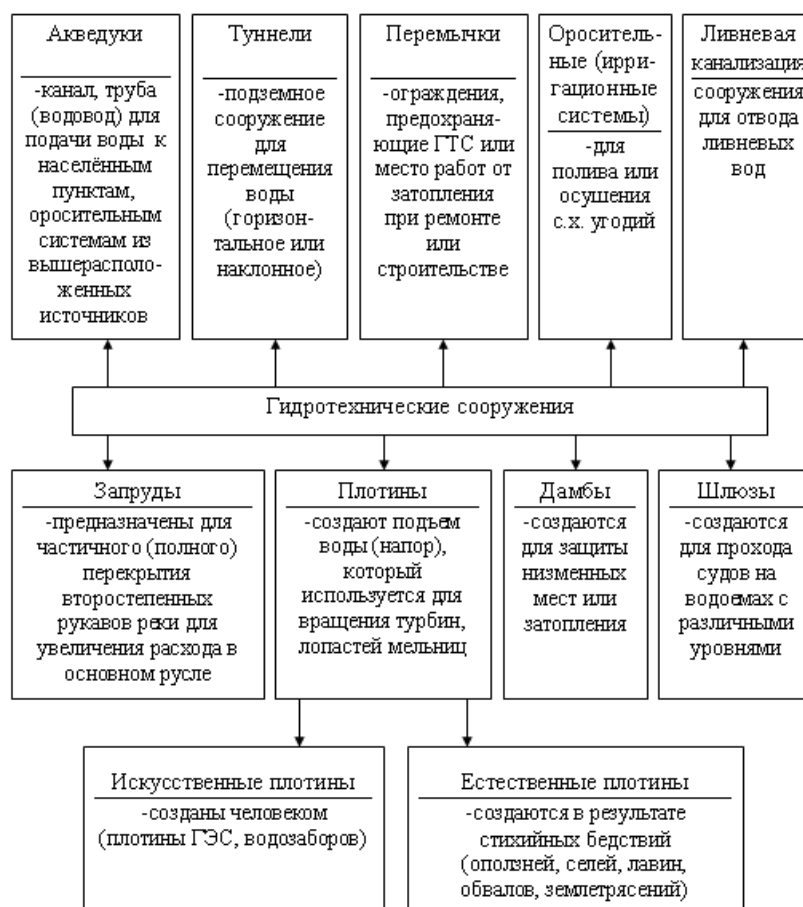 Акведуки
-канал, труба
(водовод) для
подачи воды к
населённым
пунктам,
оросительным
системам из
вышерасполо-
женных
источников
Туннели
-подземное
сооружение
для
перемещения
воды
(горизон-
тальное или
наклонное)
Перемычки
-ограждения,
предохраня-
ющие ГТС или
место работ от
затопления
при ремонте
или
строительстве
Ороситель-
ные (ирри-
гационные
системы)
-для
полива или
осушения
с.х. угодий
Ливневая
канализация
сооружения
для отвода
ливневых
вод
Гидротехнические сооружения
Запруды
-предназначены для
частичного (полного)
перекрытия
второстепенных
рукавов реки для
увеличения расхода в
основном русле
Плотины
-создают подъем
воды (напор),
который
используется для
вращения турбин,
лопастей мельниц
Дамбы
-создаются
для защиты
низменных
мест или
затопления
Шлюзы
-создаются
для прохода
судов на
водоемах с
различными
уровнями
Искусственные плотины
-созданы человеком
(плотины ГЭС, водозаборов)
Естественные плотины
-создаются в результате
стихийных бедствий
(оползней, селей, лавин,
обвалов, землетрясений)